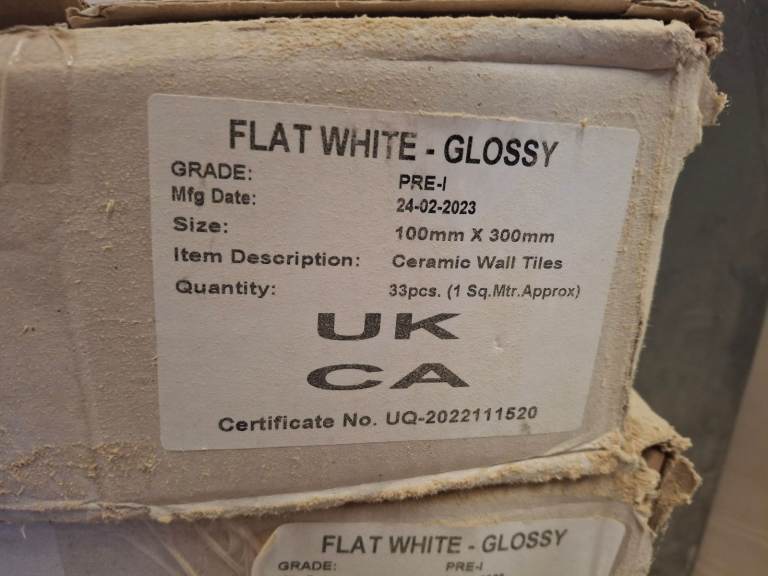 FLAT WHITE - GLOSSY
GRADE: PRE-I
Mfg Date: 24-02-2023
Size: 100mm X 300mm
Item Description: Ceramic Wall Tiles
Quantity: 33pcs. (1 Sq.Mtr.Approx)
UK
CA
Certificate No. UQ-2022111520
FLAT WHITE - GLOSSY
GRADE: PRE-I